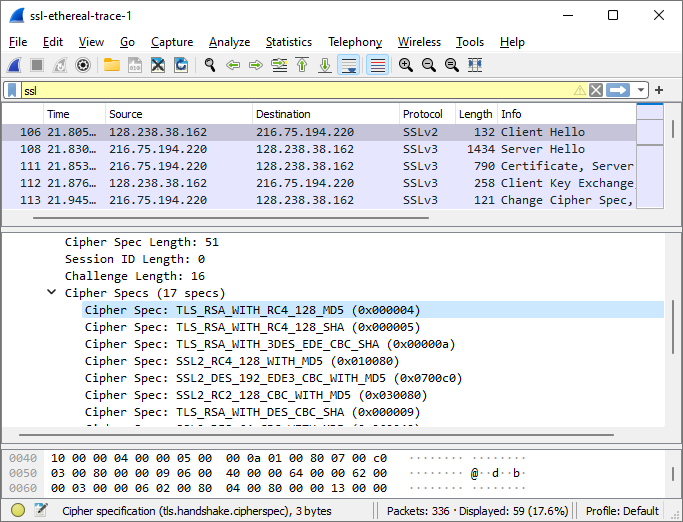 ssl-ethereal-trace-1
File Edit View Go Capture Analyze Statistics Telephony Wireless Tools Help
ssl
Time Source Destination Protocol Length Info
106 21.805… 128.238.38.162 216.75.194.220 SSLv2 132 Client Hello
108 21.830… 216.75.194.220 128.238.38.162 SSLv3 1434 Server Hello
111 21.853… 216.75.194.220 128.238.38.162 SSLv3 790 Certificate, Server
112 21.876… 128.238.38.162 216.75.194.220 SSLv3 258 Client Key Exchange,
113 21.945… 216.75.194.220 128.238.38.162 SSLv3 121 Change Cipher Spec,
Cipher Spec Length: 51
Session ID Length: 0
Challenge Length: 16
Cipher Specs (17 specs)
Cipher Spec: TLS_RSA_WITH_RC4_128_MD5 (0x000004)
Cipher Spec: TLS_RSA_WITH_RC4_128_SHA (0x000005)
Cipher Spec: TLS_RSA_WITH_3DES_EDE_CBC_SHA (0x00000a)
Cipher Spec: SSL2_RC4_128_WITH_MD5 (0x010080)
Cipher Spec: SSL2_DES_192_EDE3_CBC_WITH_MD5 (0x0700c0)
Cipher Spec: SSL2_RC2_128_CBC_WITH_MD5 (0x030080)
Cipher Spec: TLS_RSA_WITH_DES_CBC_SHA (0x000009)
0040 10 00 00 04 00 00 05 00 00 0a 01 00 80 07 00 c0 ········ ········
0050 03 00 80 00 00 09 06 00 40 00 00 64 00 00 62 00 ········ @··d··b·
0060 00 03 00 00 06 02 00 80 04 00 80 00 00 13 00 00 ········ ········
Cipher specification (tls.handshake.cipherspec), 3 bytes Packets: 336 · Displayed: 59 (17.6%) Profile: Default